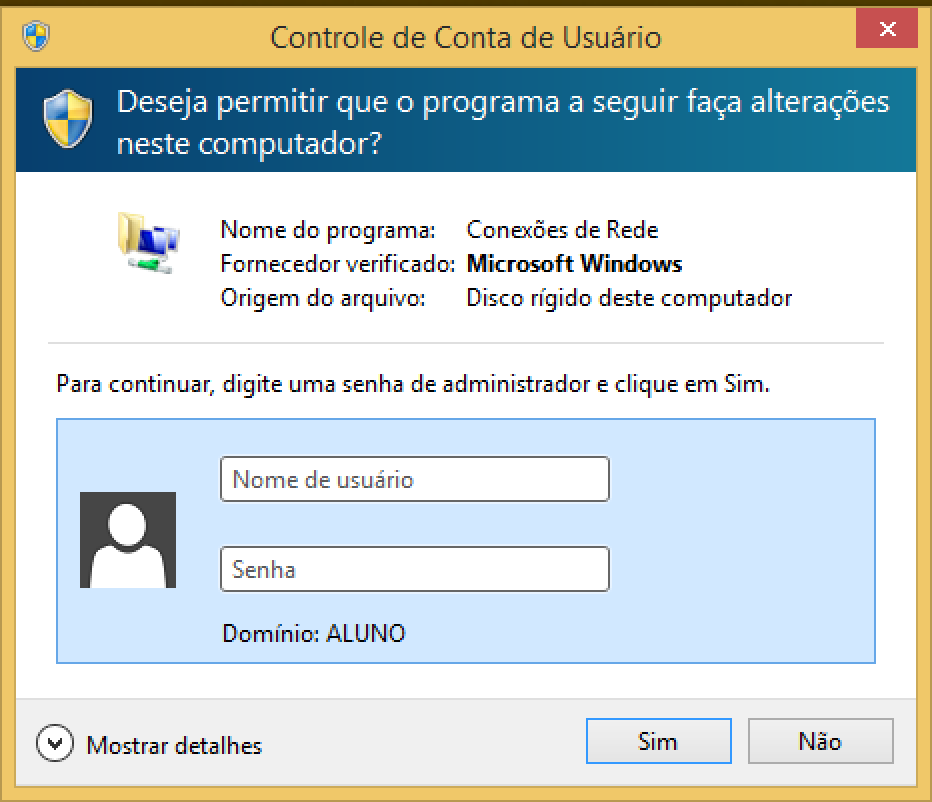 Controle de Conta de Usuário
Deseja permitir que o programa a seguir faça alterações
neste computador?
Nome do programa: Conexões de Rede
Fornecedor verificado: Microsoft Windows
Origem do arquivo: Disco rígido deste computador
Para continuar, digite uma senha de administrador e clique em Sim.
Nome de usuário
Senha
Domínio: ALUNO
Mostrar detalhes
Sim
Não